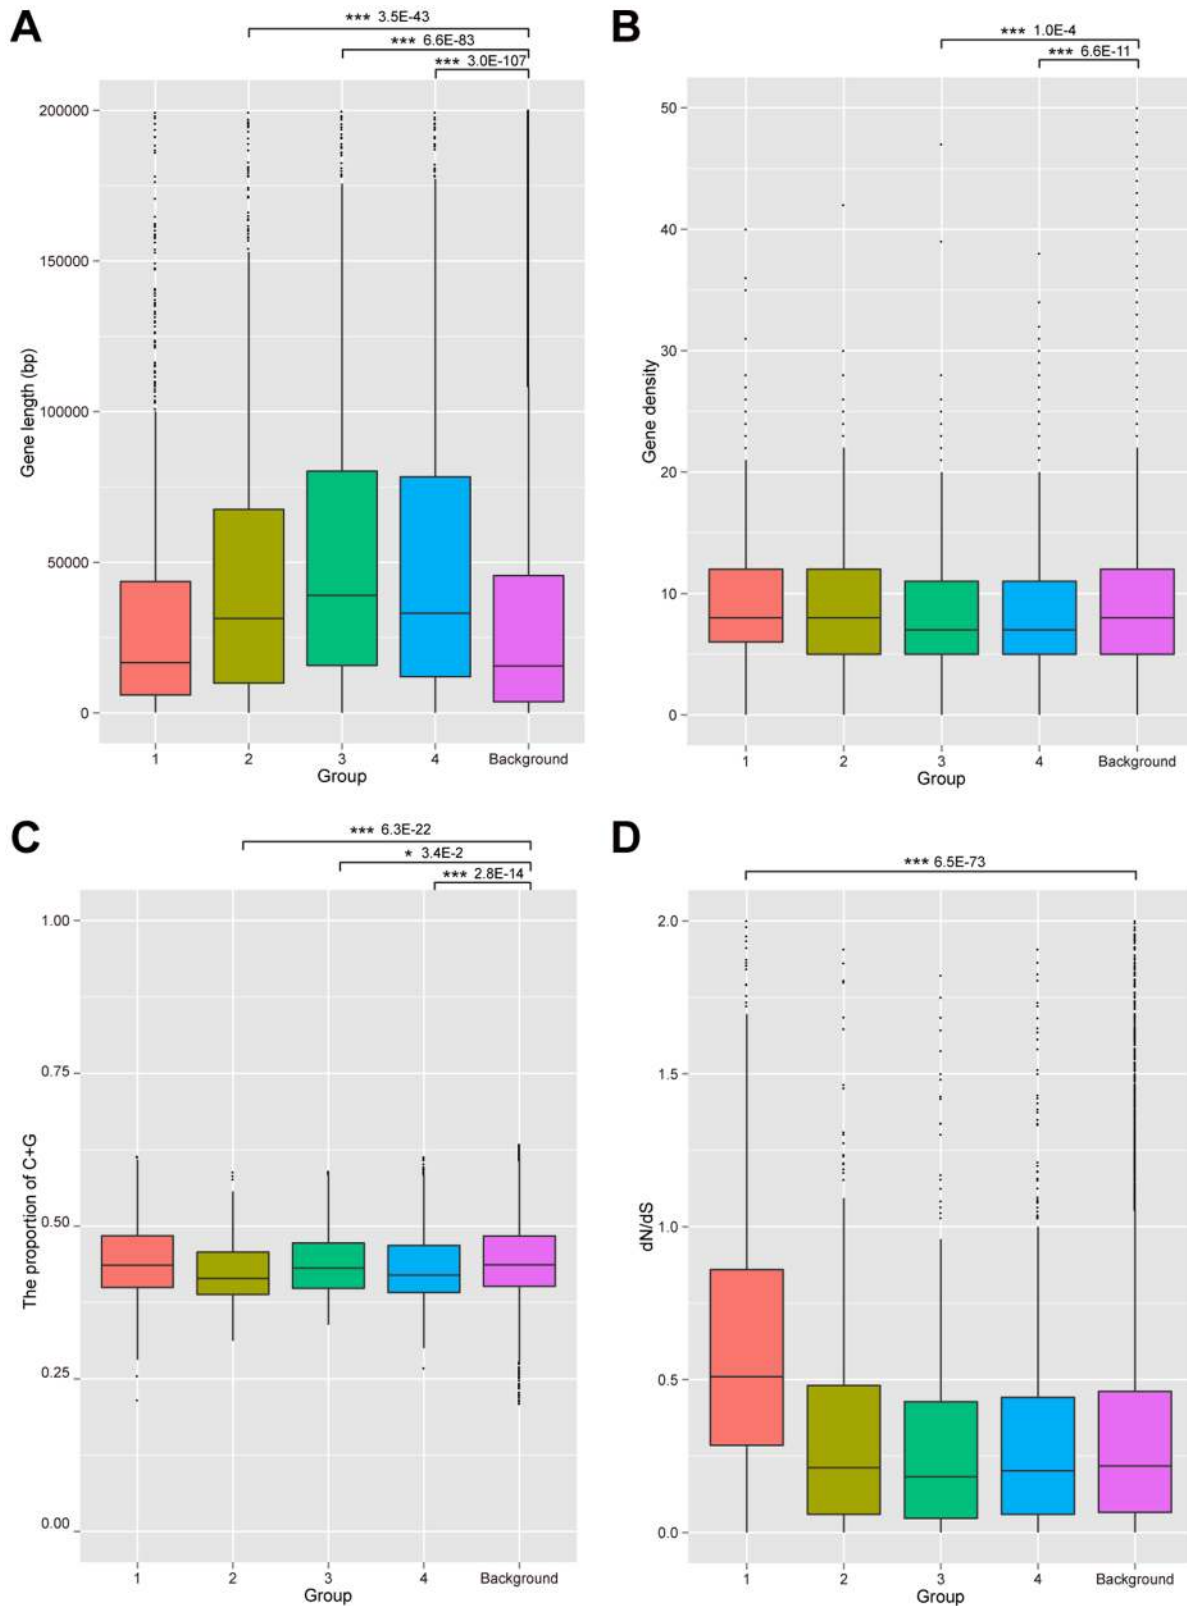 A
*** 3.5E-43
*** 6.6E-83
*** 3.0E-107
Gene length (bp)
200000
150000
100000
50000
0
1 2 3 4 Background
Group
B
*** 1.0E-4
*** 6.6E-11
Gene density
50
40
30
20
10
0
1 2 3 4 Background
Group
C
*** 6.3E-22
* 3.4E-2
*** 2.8E-14
The proportion of C+G
1.00
0.75
0.50
0.25
0.00
1 2 3 4 Background
Group
D
*** 6.5E-73
dN/dS
2.0
1.5
1.0
0.5
0.0
1 2 3 4 Background
Group